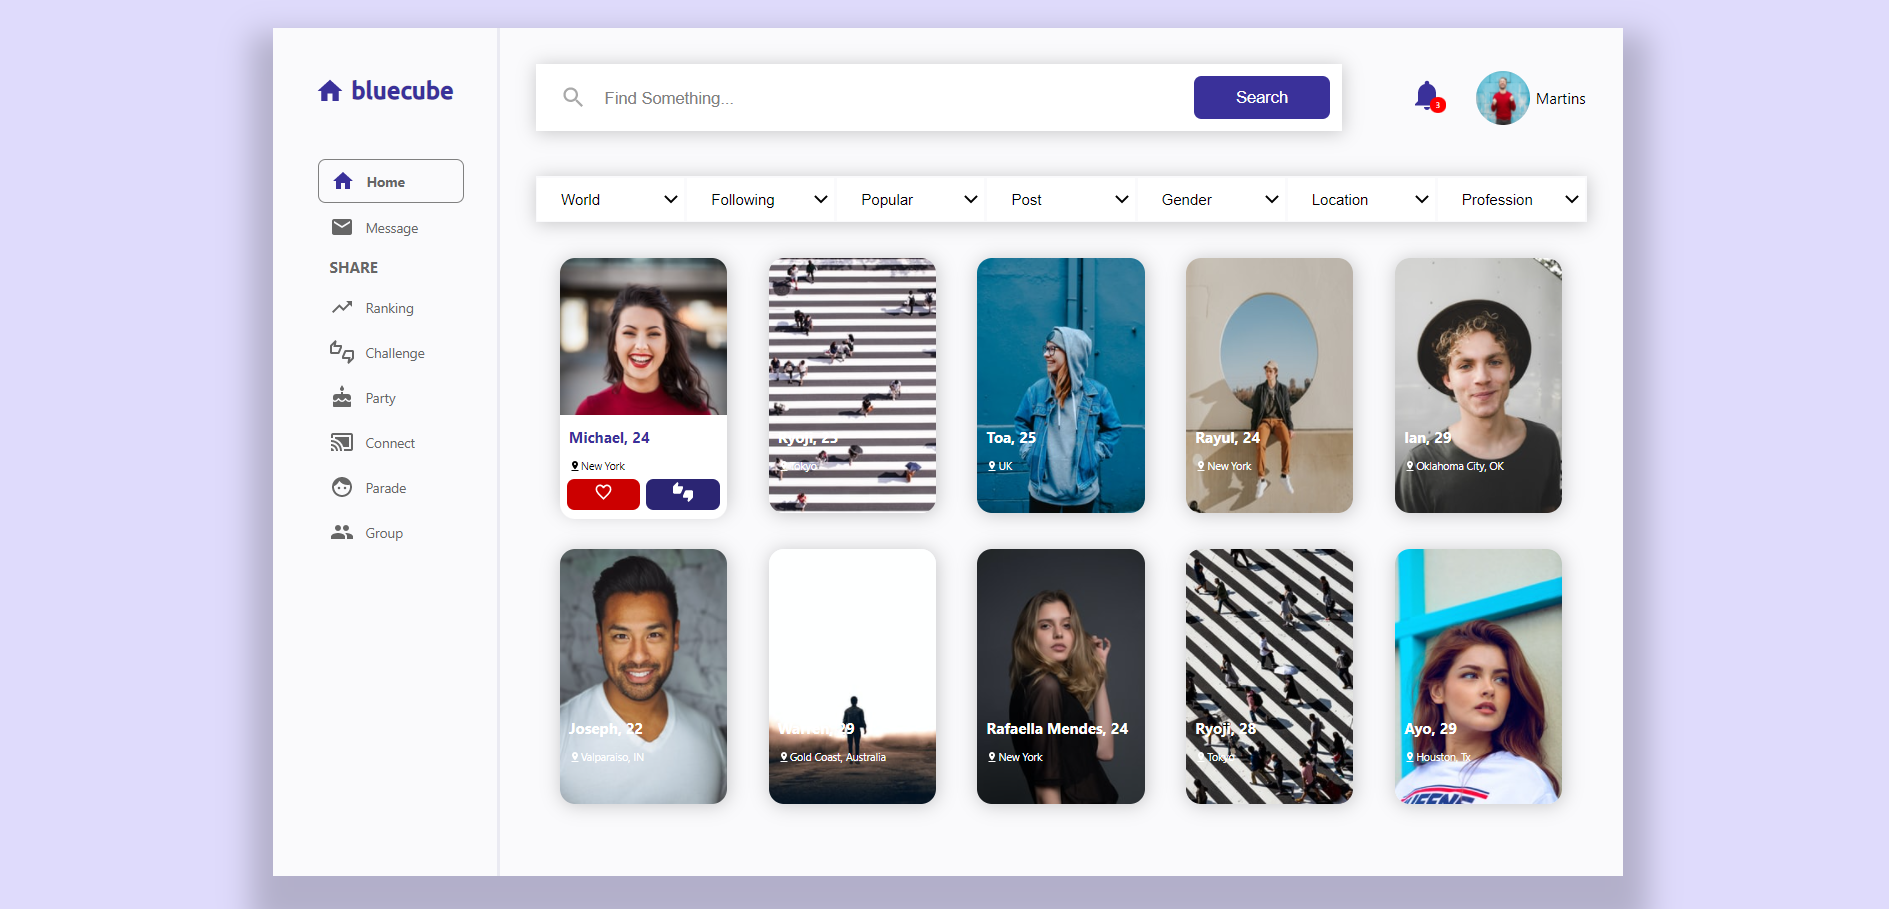 bluecube
Find Something...
Search
3
Martins
Home
Message
SHARE
Ranking
Challenge
Party
Connect
Parade
Group
World
Following
Popular
Post
Gender
Location
Profession
Michael, 24
New York
Ryoji, 25
Tokyo
Toa, 25
UK
Rayul, 24
New York
Ian, 29
Oklahoma City, OK
Joseph, 22
Valparaiso, IN
Warren, 29
Gold Coast, Australia
Rafaella Mendes, 24
New York
Ryoji, 28
Tokyo
Ayo, 29
Houston, Tx
QUEENS